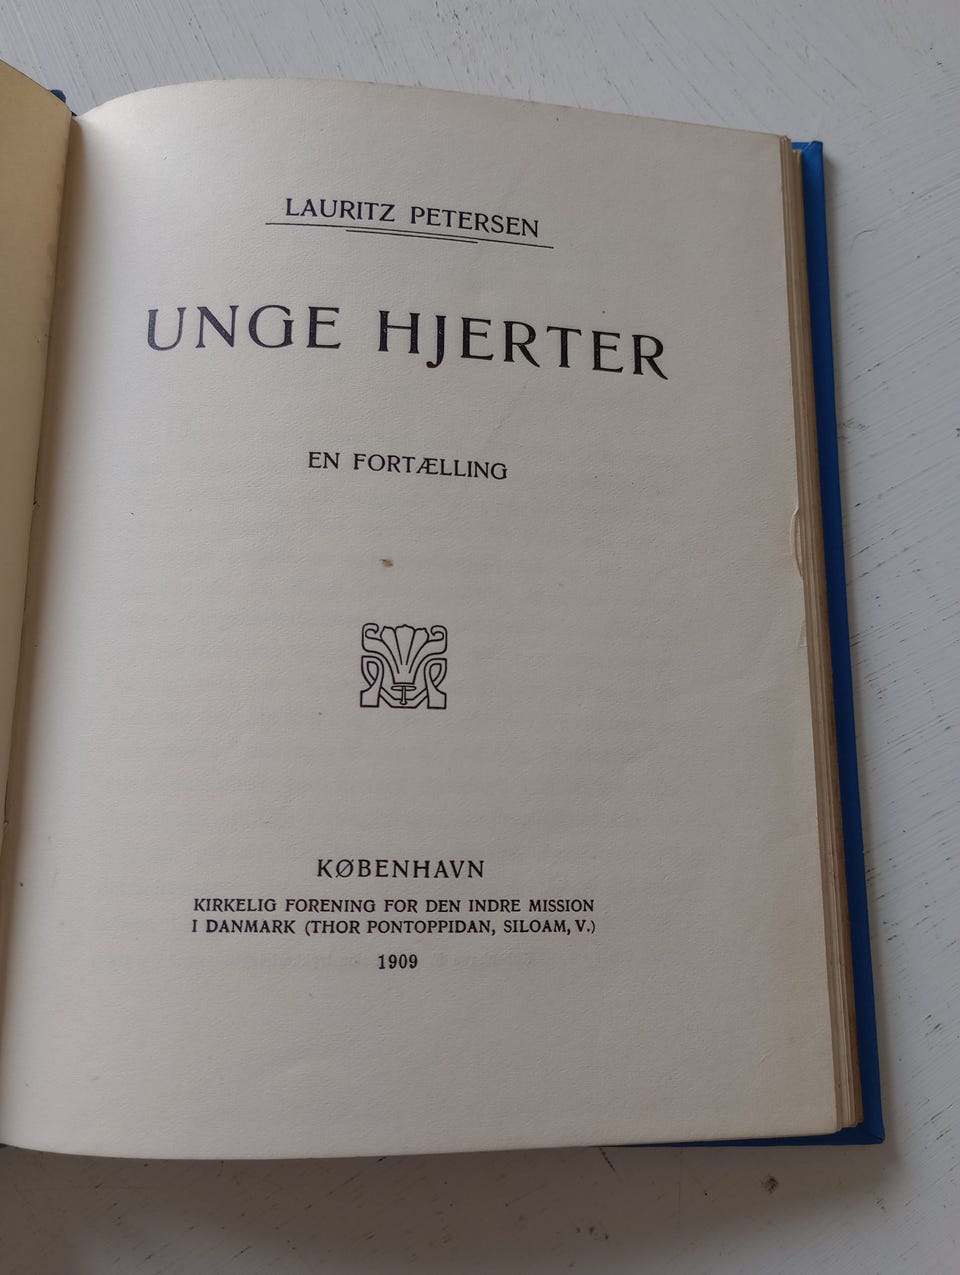 LAURITZ PETERSEN
UNGE HJERTER
EN FORTÆLLING
KØBENHAVN
KIRKELIG FORENING FOR DEN INDRE MISSION
I DANMARK (THOR PONTOPPIDAN, SILOAM, V.)
1909